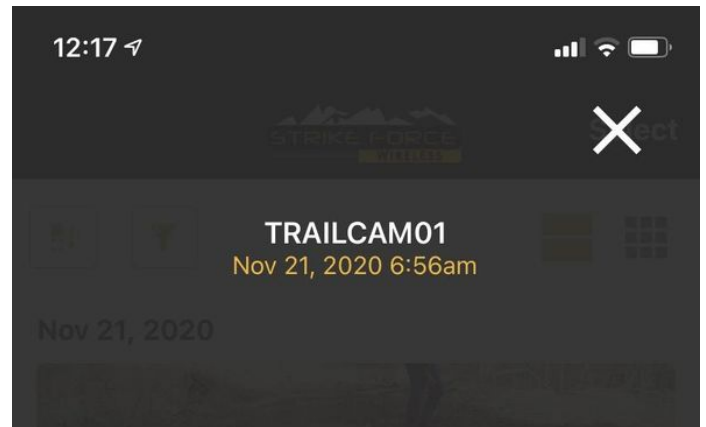 12:17
STRIKE FORCE
WIRELESS
Select
TRAILCAM01
Nov 21, 2020 6:56am
Nov 21, 2020